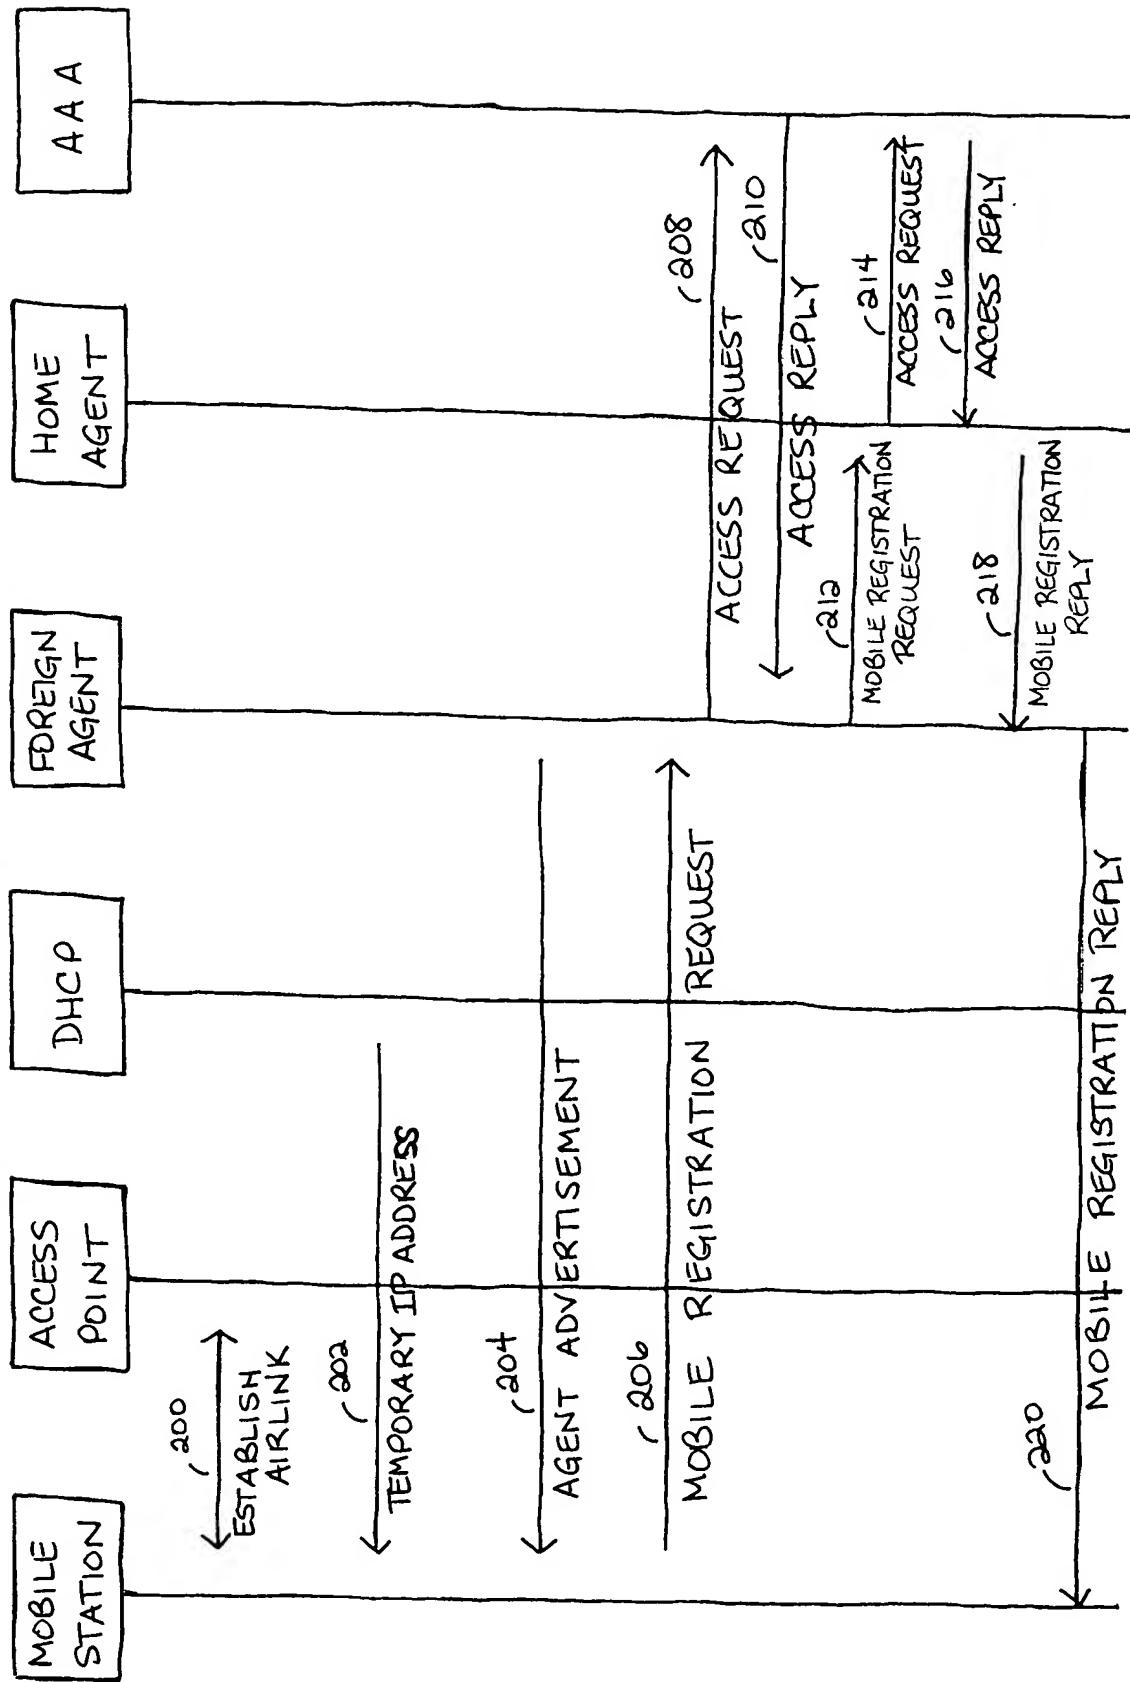 MOBILE
STATION
ACCESS
POINT
DHCP
FOREIGN
AGENT
HOME
AGENT
AAA
200
ESTABLISH
AIRLINK
202
TEMPORARY IP ADDRESS
204
AGENT ADVERTISEMENT
206
MOBILE REGISTRATION REQUEST
208
ACCESS REQUEST
210
ACCESS REPLY
212
MOBILE REGISTRATION
REQUEST
214
ACCESS REQUEST
216
ACCESS REPLY
218
MOBILE REGISTRATION
REPLY
220
MOBILE REGISTRATION REPLY